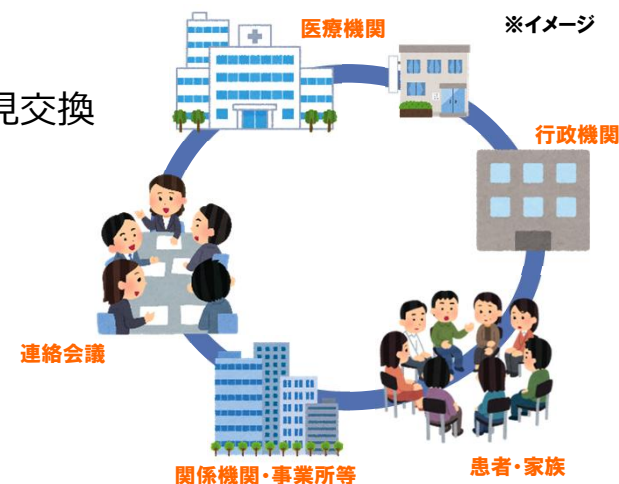 医療機関
※イメージ
見交換
行政機関
連絡会議
患者・家族
関係機関・事業所等